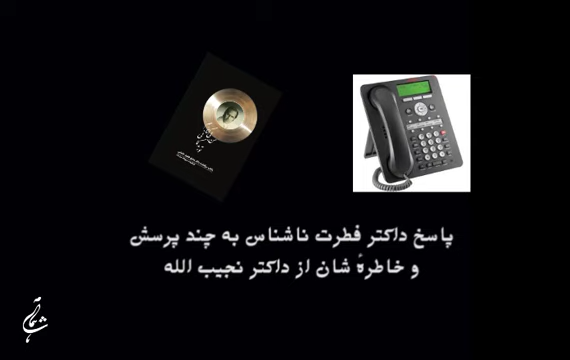 پاسخ داکتر فطرت ناشناس به چند پرسش
و خاطرهٔ شان از داکتر نجیب الله